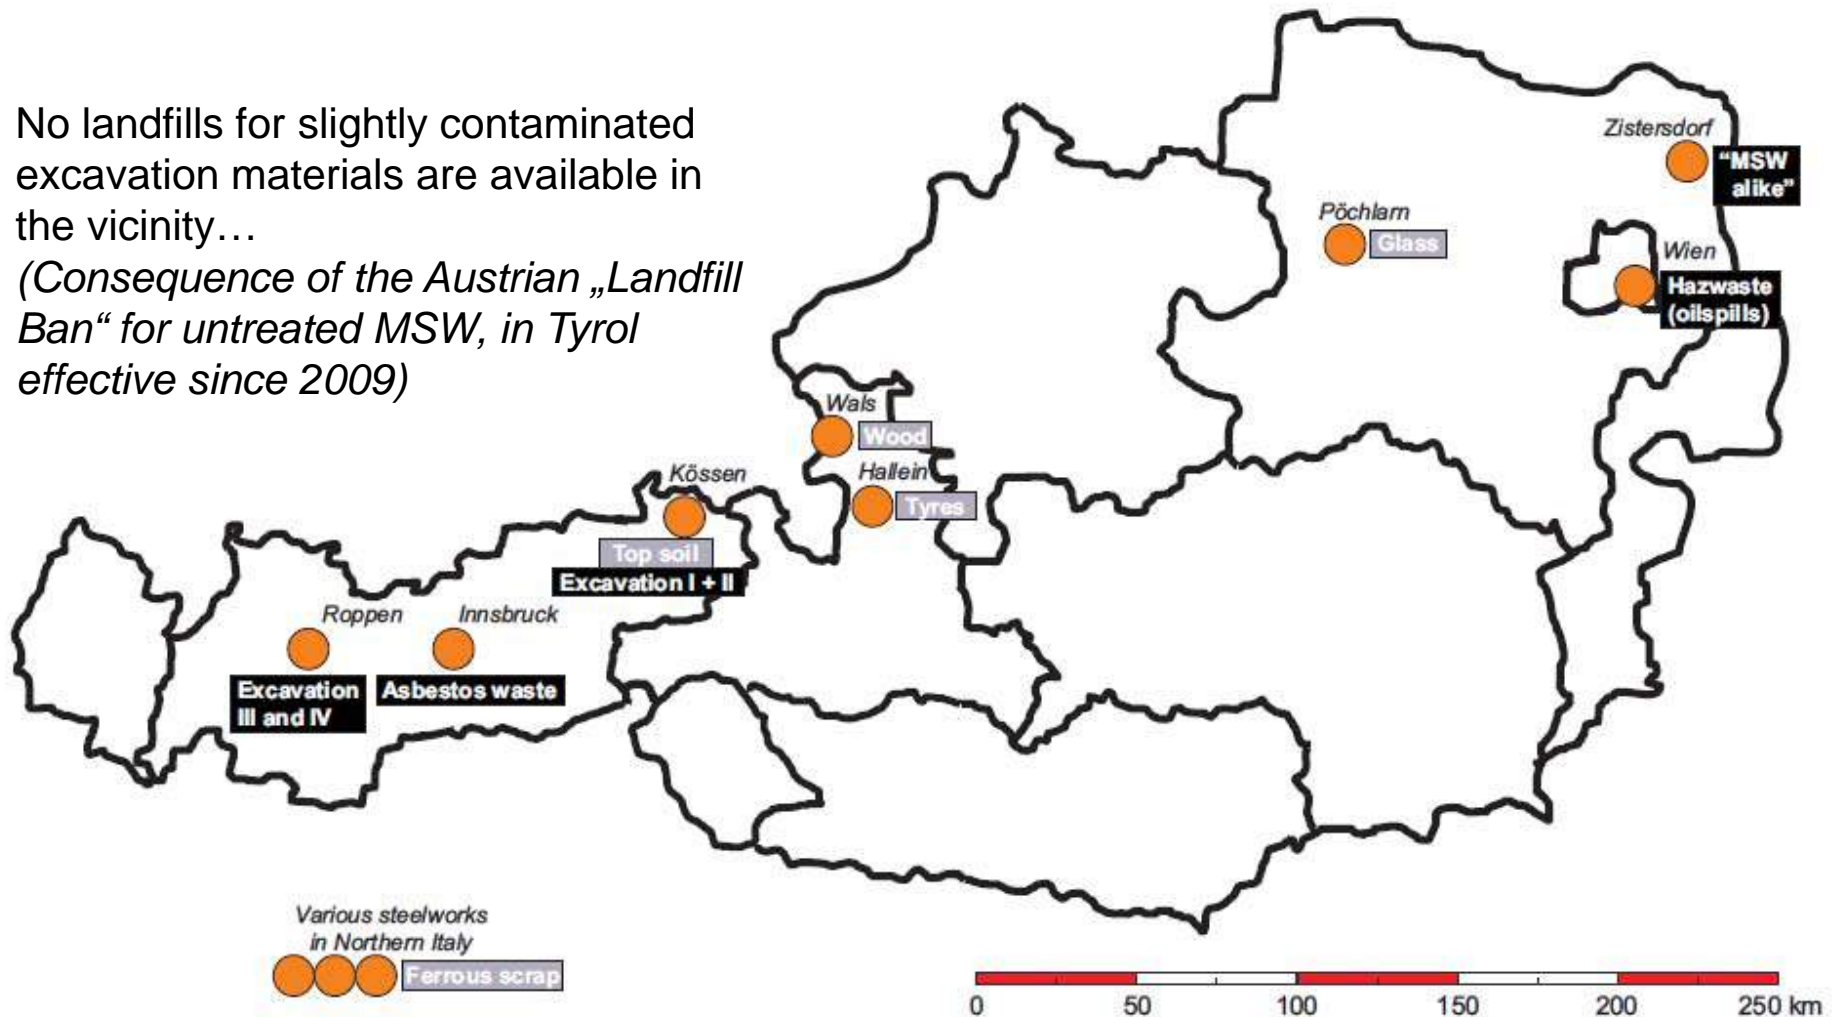 No landfills for slightly contaminated
excavation materials are available in
the vicinity…
(Consequence of the Austrian „Landfill
Ban“ for untreated MSW, in Tyrol
effective since 2009)
Zistersdorf
“MSW
alike”
Pöchlarn
Glass
Wien
Hazwaste
(oilspills)
Wals
Wood
Hallein
Tyres
Kössen
Top soil
Excavation I + II
Roppen
Excavation
III and IV
Innsbruck
Asbestos waste
Various steelworks
in Northern Italy
Ferrous scrap
0 50 100 150 200 250 km